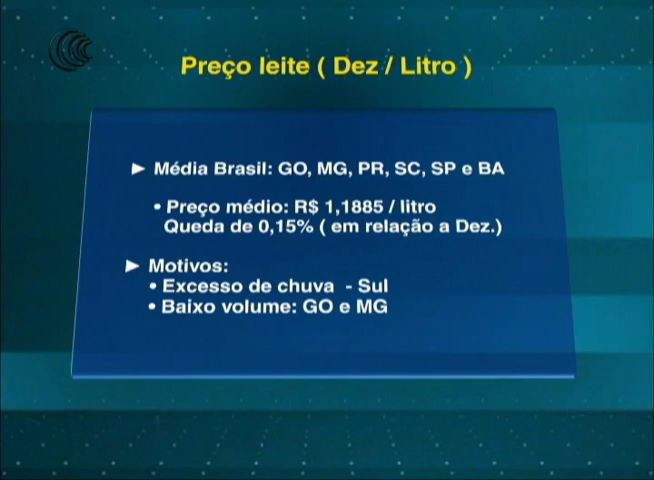 Preço leite ( Dez / Litro )
► Média Brasil: GO, MG, PR, SC, SP e BA
• Preço médio: R$ 1,1885 / litro
Queda de 0,15% ( em relação a Dez.)
► Motivos:
• Excesso de chuva - Sul
• Baixo volume: GO e MG